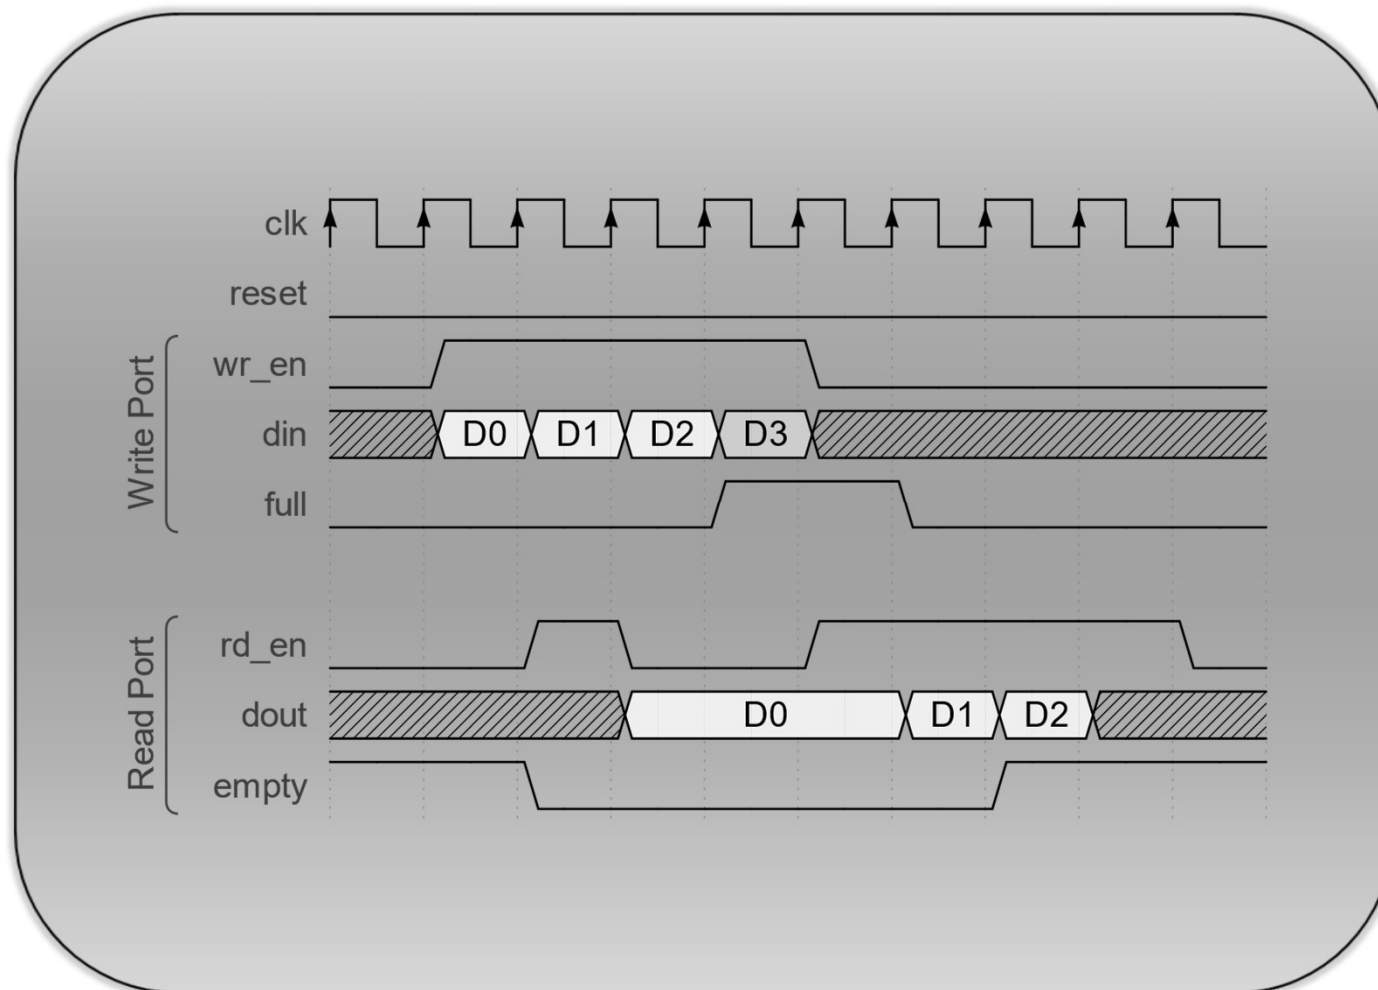 clk
reset
Write Port
wr_en
din D0 D1 D2 D3
full
Read Port
rd_en
dout D0 D1 D2
empty